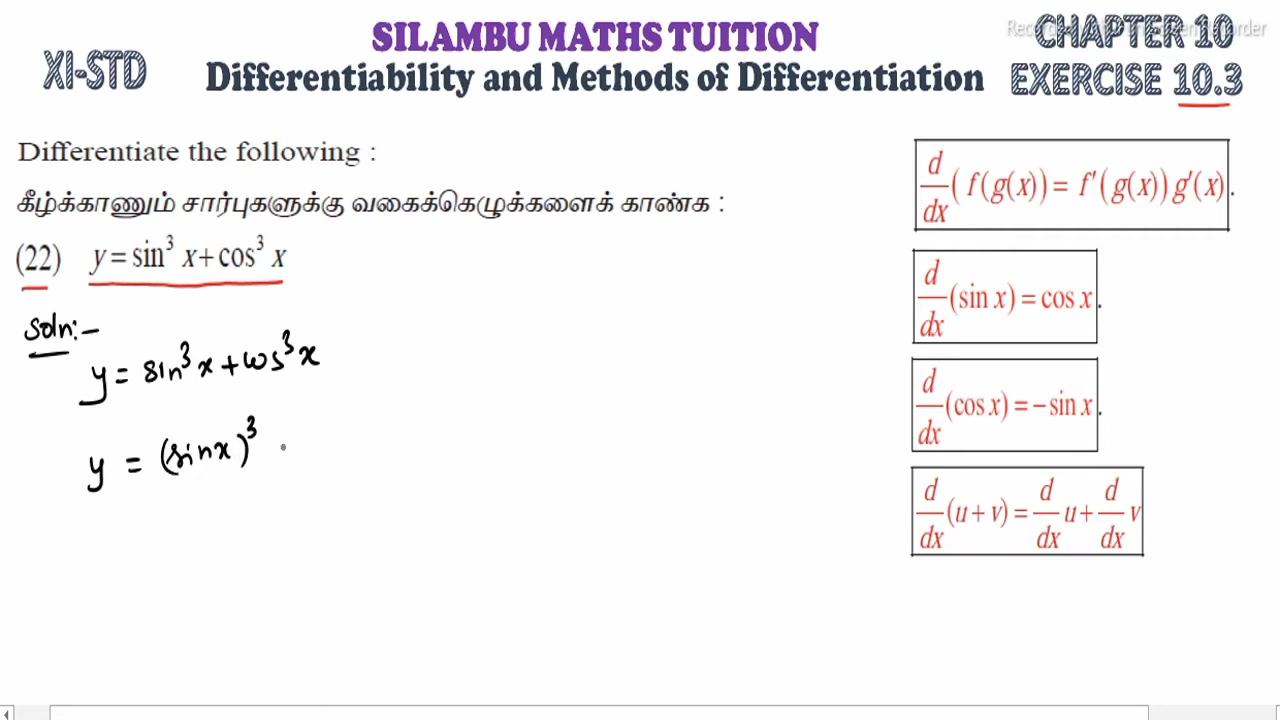 SILAMBU MATHS TUITION
XI-STD
Differentiability and Methods of Differentiation
CHAPTER 10
EXERCISE 10.3
Differentiate the following :
கீழ்க்காணும் சார்புகளுக்கு வகைக்கெழுக்களைக் காண்க :
(22) y = sin³ x + cos³ x
Soln:-
y = sin³x + cos³x
y = (sinx)³
d/dx (f(g(x)) = f'(g(x)) g'(x).
d/dx (sin x) = cos x.
d/dx (cos x) = − sin x.
d/dx (u + v) = d/dx u + d/dx v